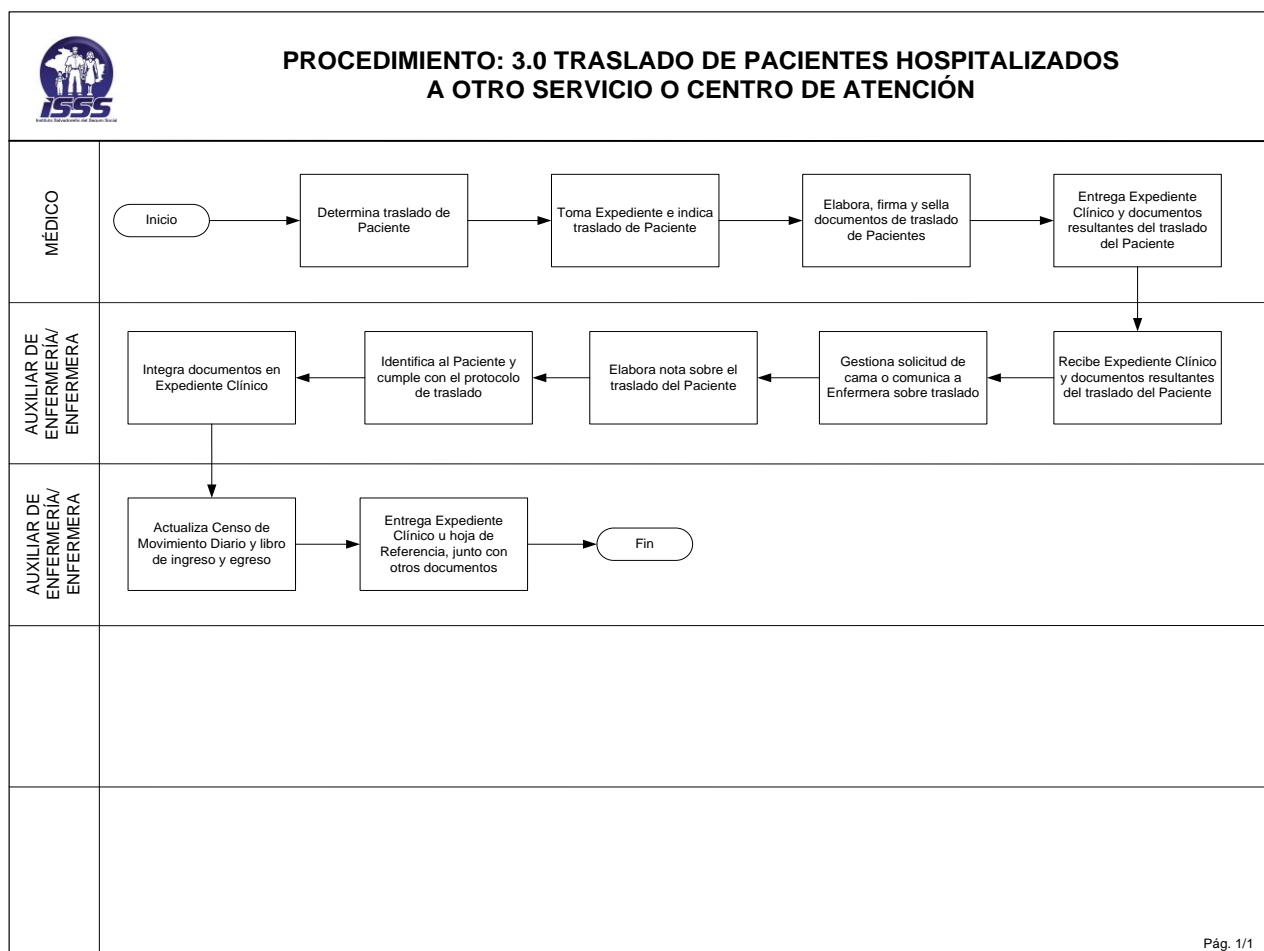 PROCEDIMIENTO: 3.0 TRASLADO DE PACIENTES HOSPITALIZADOS
A OTRO SERVICIO O CENTRO DE ATENCIÓN
ISSS
Instituto Salvadoreño del Seguro Social
MÉDICO
Inicio
Determina traslado de
Paciente
Toma Expediente e indica
traslado de Paciente
Elabora, firma y sella
documentos de traslado
de Pacientes
Entrega Expediente
Clínico y documentos
resultantes del traslado
del Paciente
AUXILIAR DE
ENFERMERÍA/
ENFERMERA
Integra documentos en
Expediente Clínico
Identifica al Paciente y
cumple con el protocolo
de traslado
Elabora nota sobre el
traslado del Paciente
Gestiona solicitud de
cama o comunica a
Enfermera sobre traslado
Recibe Expediente Clínico
y documentos resultantes
del traslado del Paciente
AUXILIAR DE
ENFERMERÍA/
ENFERMERA
Actualiza Censo de
Movimiento Diario y libro
de ingreso y egreso
Entrega Expediente
Clínico u hoja de
Referencia, junto con
otros documentos
Fin
Pág. 1/1